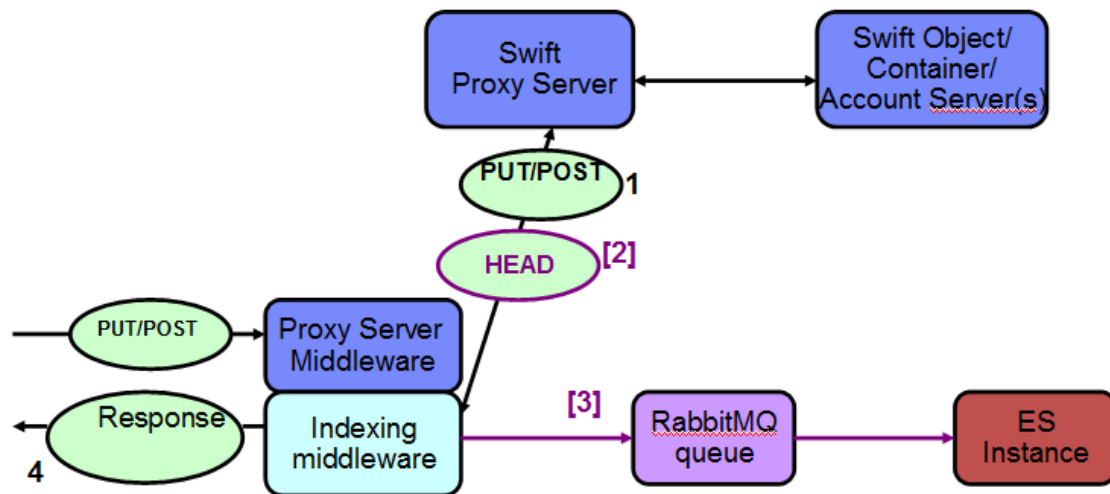 Swift
Proxy Server
Swift Object/
Container/
Account Server(s)
PUT/POST
1
HEAD
[2]
PUT/POST
Proxy Server
Middleware
Response
4
Indexing
middleware
[3]
RabbitMQ
queue
ES
Instance